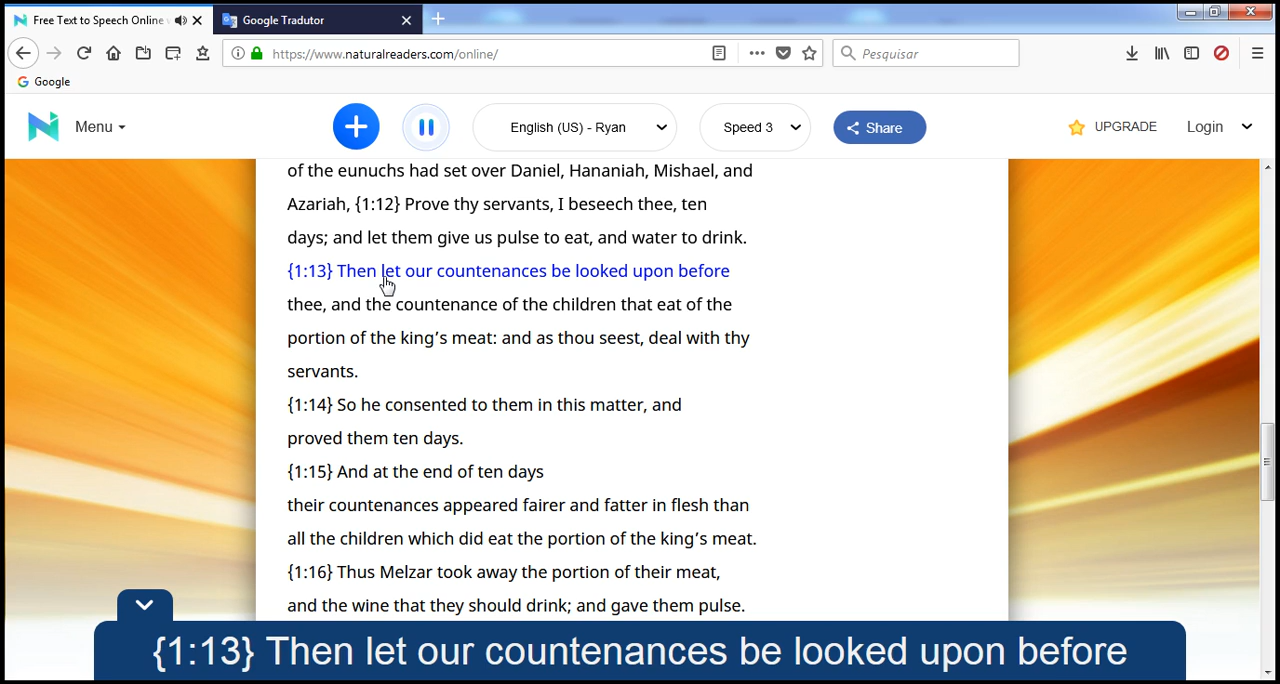 Free Text to Speech Online
Google Tradutor
https://www.naturalreaders.com/online/
Pesquisar
Google
Menu
English (US) - Ryan
Speed 3
Share
UPGRADE
Login
of the eunuchs had set over Daniel, Hananiah, Mishael, and
Azariah, {1:12} Prove thy servants, I beseech thee, ten
days; and let them give us pulse to eat, and water to drink.
{1:13} Then let our countenances be looked upon before
thee, and the countenance of the children that eat of the
portion of the king’s meat: and as thou seest, deal with thy
servants.
{1:14} So he consented to them in this matter, and
proved them ten days.
{1:15} And at the end of ten days
their countenances appeared fairer and fatter in flesh than
all the children which did eat the portion of the king’s meat.
{1:16} Thus Melzar took away the portion of their meat,
and the wine that they should drink; and gave them pulse.
{1:13} Then let our countenances be looked upon before